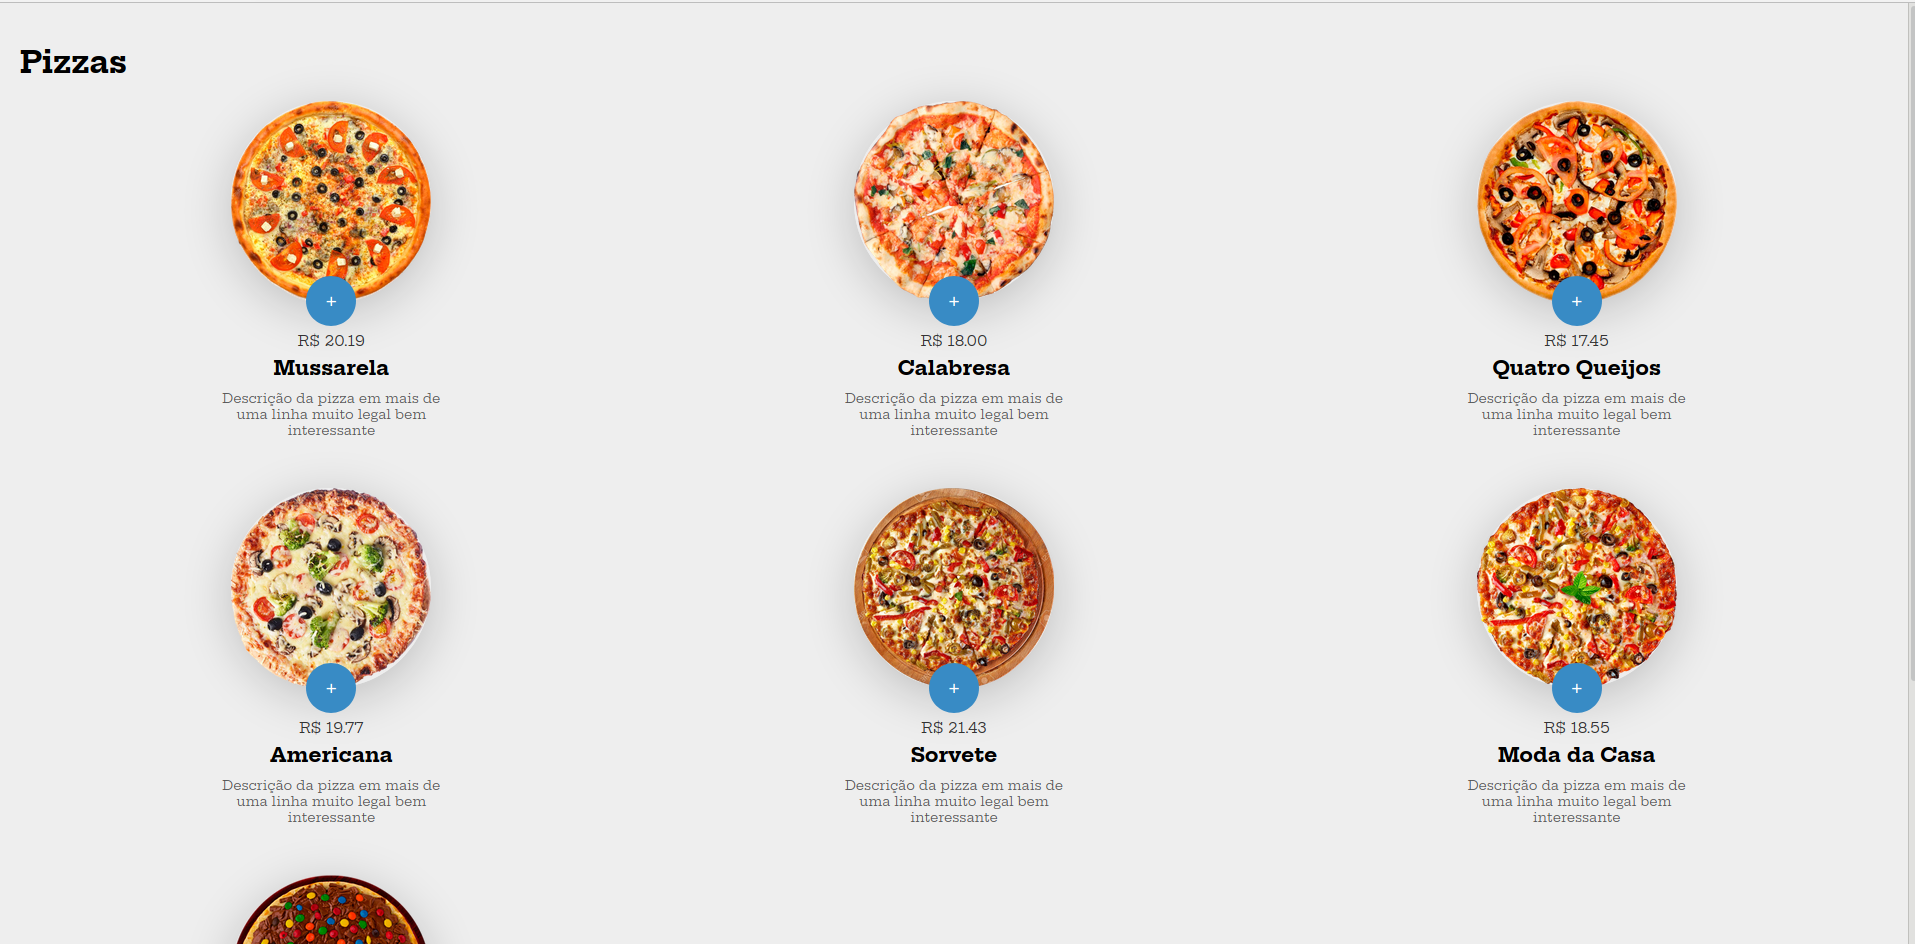 Pizzas
+
+
+
R$ 20.19
R$ 18.00
R$ 17.45
Mussarela
Calabresa
Quatro Queijos
Descrição da pizza em mais de
uma linha muito legal bem
interessante
Descrição da pizza em mais de
uma linha muito legal bem
interessante
Descrição da pizza em mais de
uma linha muito legal bem
interessante
+
+
+
R$ 19.77
R$ 21.43
R$ 18.55
Americana
Sorvete
Moda da Casa
Descrição da pizza em mais de
uma linha muito legal bem
interessante
Descrição da pizza em mais de
uma linha muito legal bem
interessante
Descrição da pizza em mais de
uma linha muito legal bem
interessante